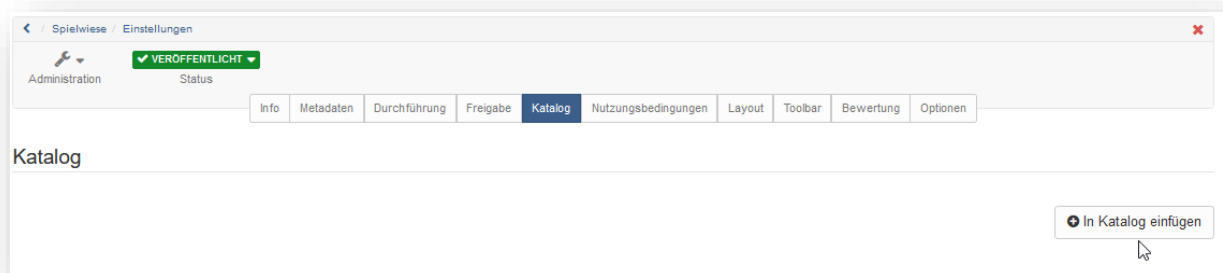 / Spielwiese / Einstellungen
Administration
VERÖFFENTLICHT
Status
Info Metadaten Durchführung Freigabe Katalog Nutzungsbedingungen Layout Toolbar Bewertung Optionen
Katalog
In Katalog einfügen